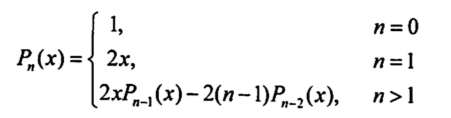 1, n = 0
P_n(x) = { 2x, n = 1
2xP_{n-1}(x) − 2(n−1)P_{n-2}(x), n > 1